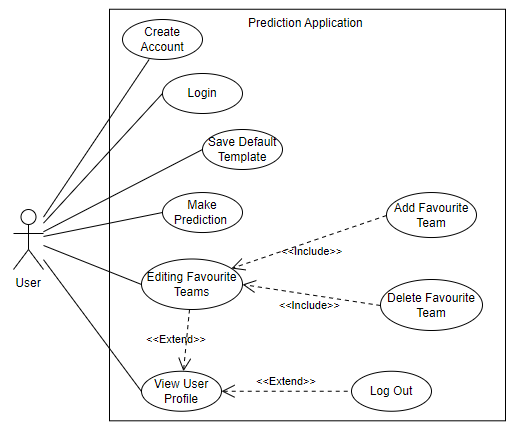 Prediction Application
Create
Account
Login
Save Default
Template
Make
Prediction
Add Favourite
Team
<<Include>>
User
Editing Favourite
Teams
<<Include>>
Delete Favourite
Team
<<Extend>>
View User
Profile
<<Extend>>
Log Out